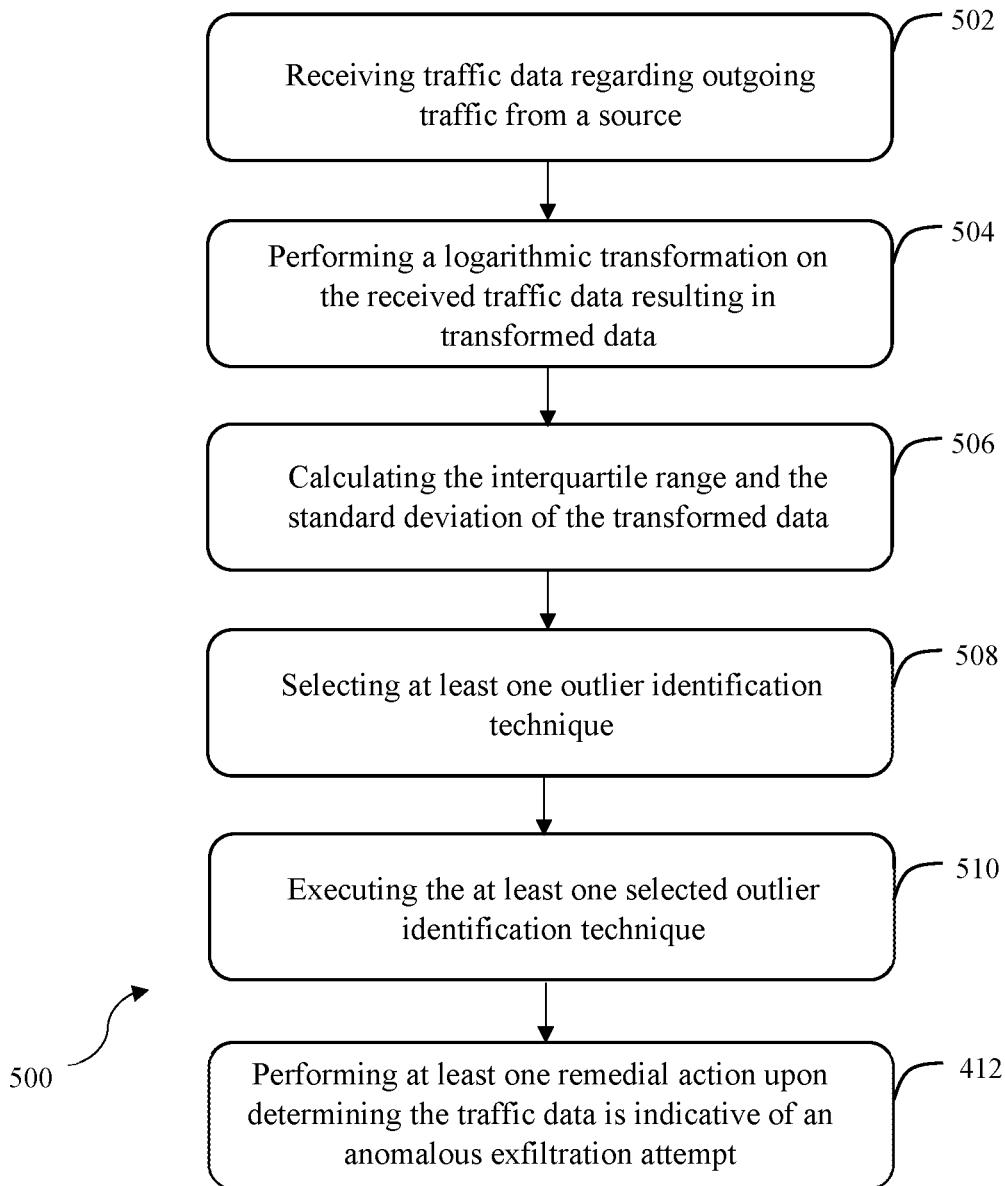 502
Receiving traffic data regarding outgoing
traffic from a source
504
Performing a logarithmic transformation on
the received traffic data resulting in
transformed data
506
Calculating the interquartile range and the
standard deviation of the transformed data
508
Selecting at least one outlier identification
technique
510
Executing the at least one selected outlier
identification technique
500
412
Performing at least one remedial action upon
determining the traffic data is indicative of an
anomalous exfiltration attempt